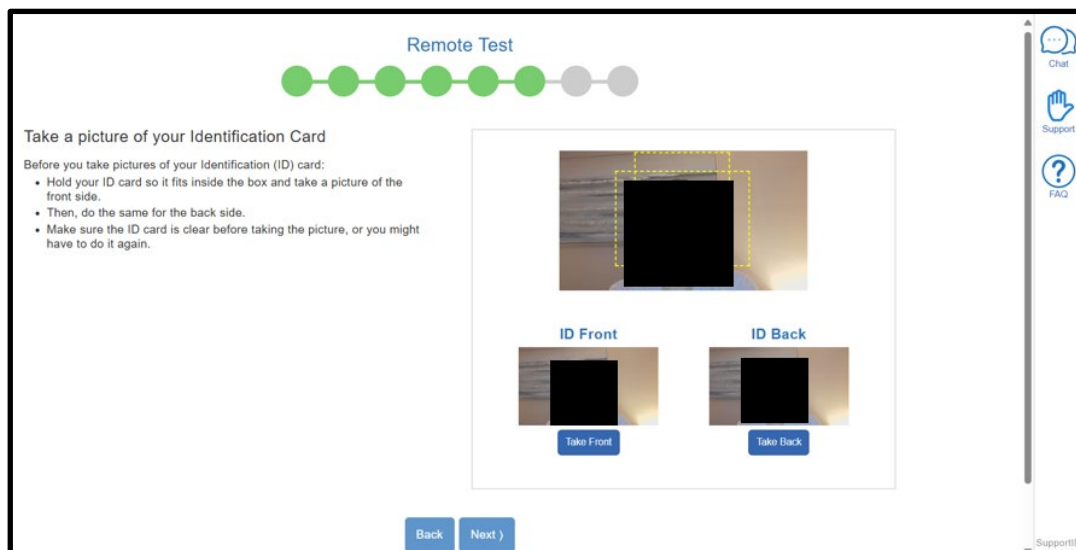 Remote Test
Take a picture of your Identification Card
Before you take pictures of your Identification (ID) card:
• Hold your ID card so it fits inside the box and take a picture of the
front side.
• Then, do the same for the back side.
• Make sure the ID card is clear before taking the picture, or you might
have to do it again.
ID Front
ID Back
Take Front
Take Back
Back
Next ⟩
Chat
Support
FAQ